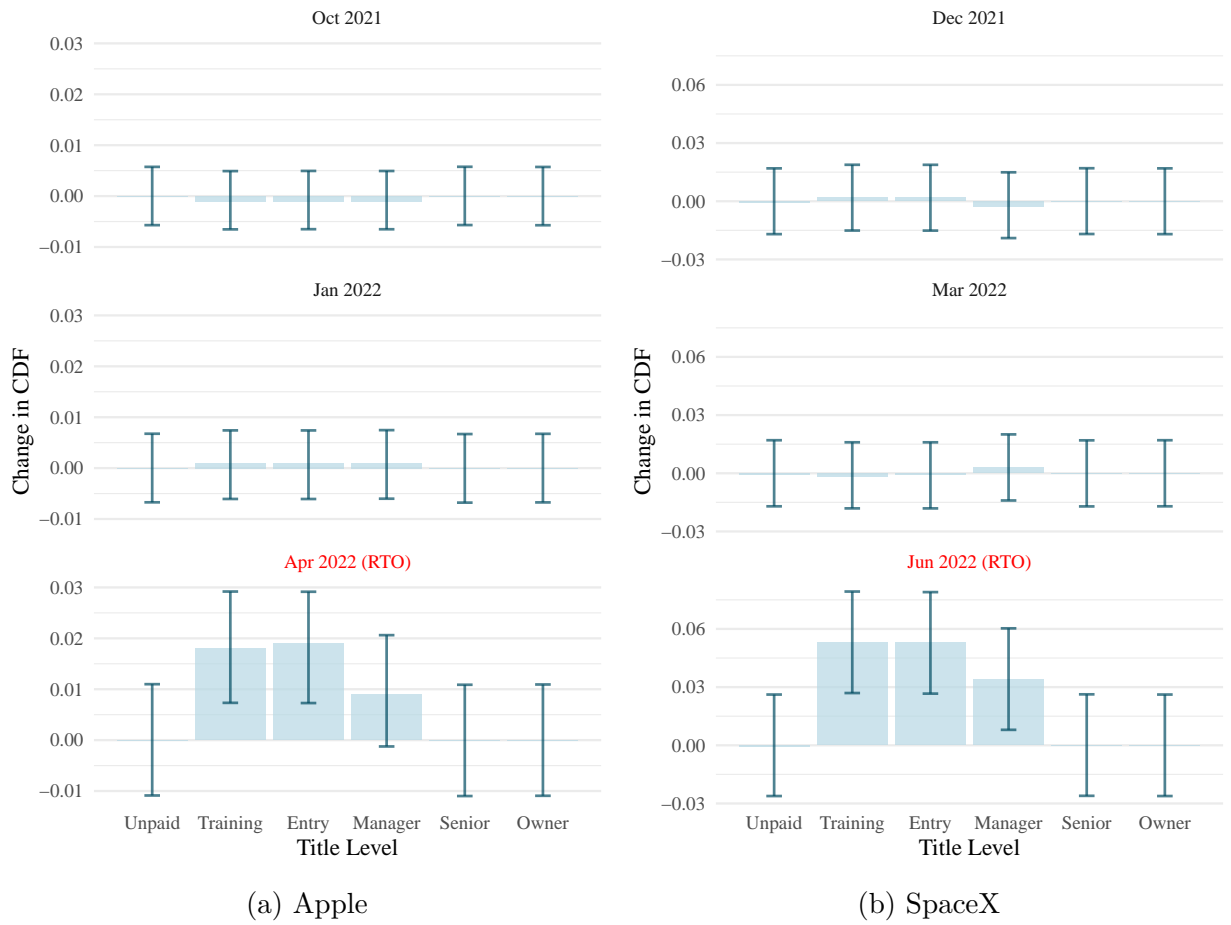 Oct 2021
0.03
0.02
0.01
0.00
−0.01
Jan 2022
0.03
0.02
0.01
0.00
−0.01
Apr 2022 (RTO)
0.03
0.02
0.01
0.00
−0.01
Unpaid Training Entry Manager Senior Owner
Title Level
Change in CDF
(a) Apple
Dec 2021
0.06
0.03
0.00
−0.03
Mar 2022
0.06
0.03
0.00
−0.03
Jun 2022 (RTO)
0.06
0.03
0.00
−0.03
Unpaid Training Entry Manager Senior Owner
Title Level
Change in CDF
(b) SpaceX